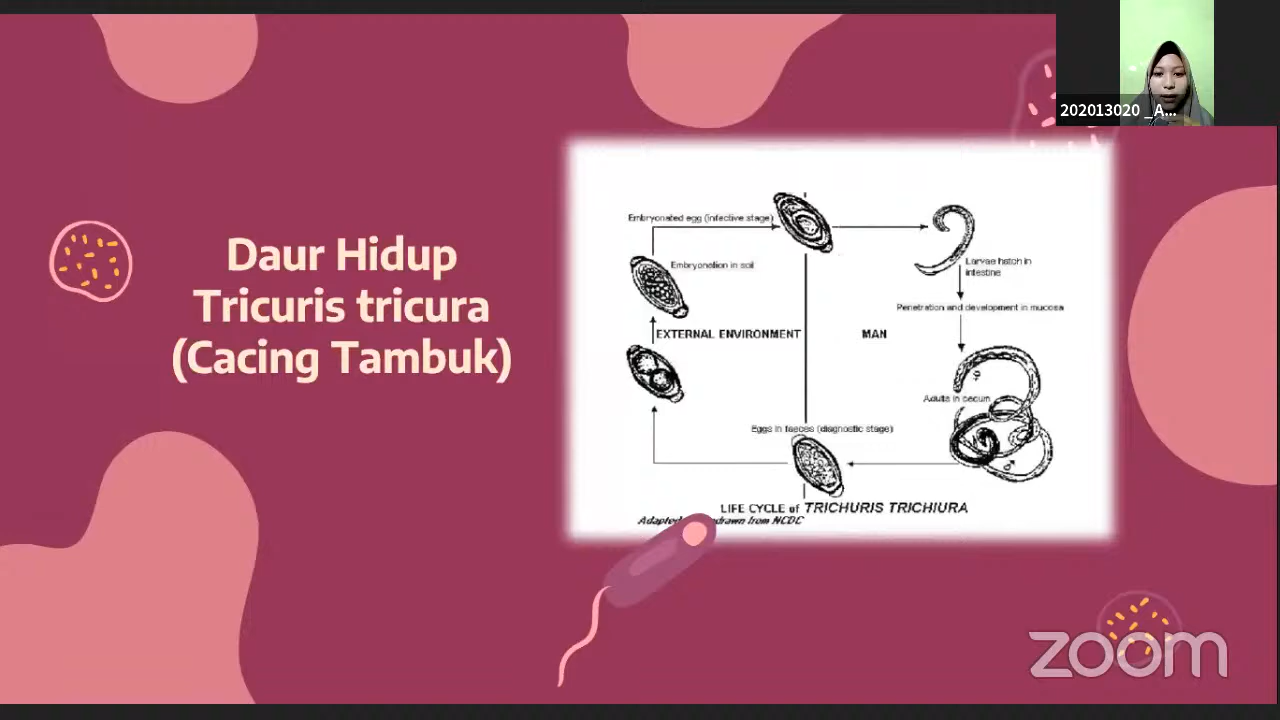 202013020 _A...
Daur Hidup
Tricuris tricura
(Cacing Tambuk)
Embryonated egg (infective stage)
Embryonation in soil
Larvae hatch in
intestine
Penetration and development in mucosa
EXTERNAL ENVIRONMENT
MAN
♀
Adults in cecum
♂
Eggs in faeces (diagnostic stage)
LIFE CYCLE of TRICHURIS TRICHIURA
Adapted drawn from NCDC
zoom